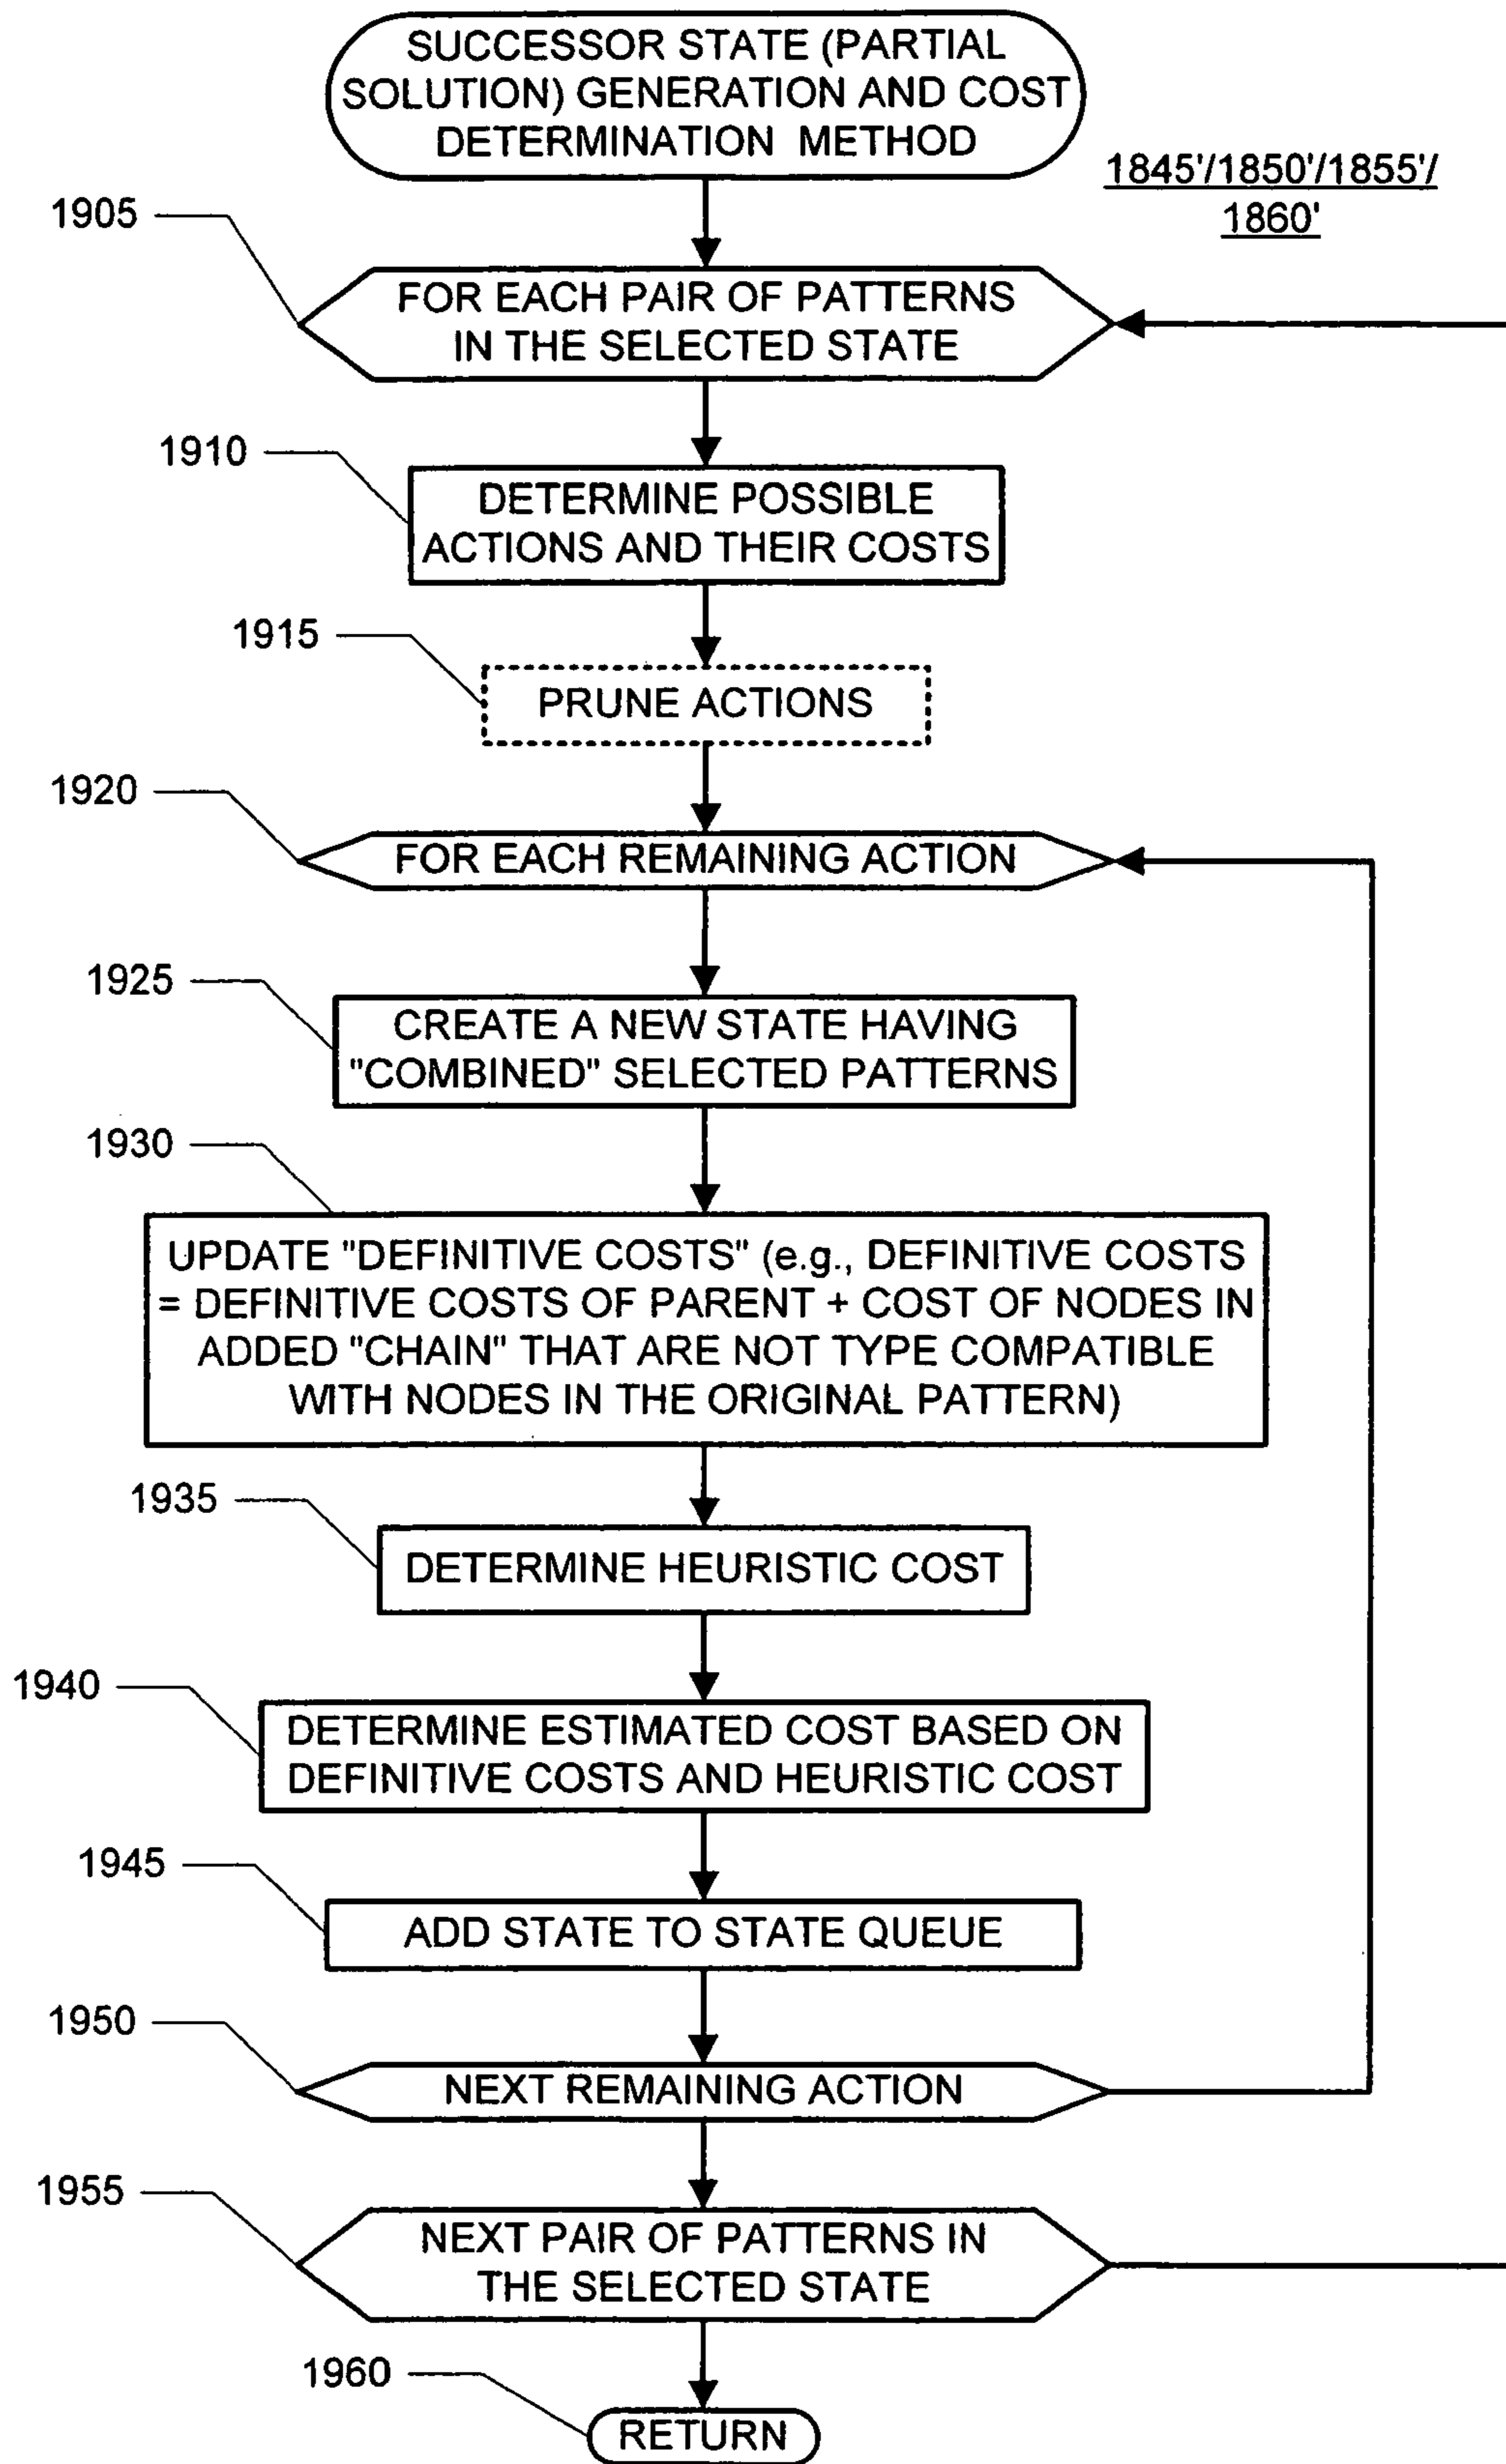 SUCCESSOR STATE (PARTIAL
SOLUTION) GENERATION AND COST
DETERMINATION METHOD
1845'/1850'/1855'/
1860'
1905
FOR EACH PAIR OF PATTERNS
IN THE SELECTED STATE
1910
DETERMINE POSSIBLE
ACTIONS AND THEIR COSTS
1915
PRUNE ACTIONS
1920
FOR EACH REMAINING ACTION
1925
CREATE A NEW STATE HAVING
"COMBINED" SELECTED PATTERNS
1930
UPDATE "DEFINITIVE COSTS" (e.g., DEFINITIVE COSTS
= DEFINITIVE COSTS OF PARENT + COST OF NODES IN
ADDED "CHAIN" THAT ARE NOT TYPE COMPATIBLE
WITH NODES IN THE ORIGINAL PATTERN)
1935
DETERMINE HEURISTIC COST
1940
DETERMINE ESTIMATED COST BASED ON
DEFINITIVE COSTS AND HEURISTIC COST
1945
ADD STATE TO STATE QUEUE
1950
NEXT REMAINING ACTION
1955
NEXT PAIR OF PATTERNS IN
THE SELECTED STATE
1960
RETURN